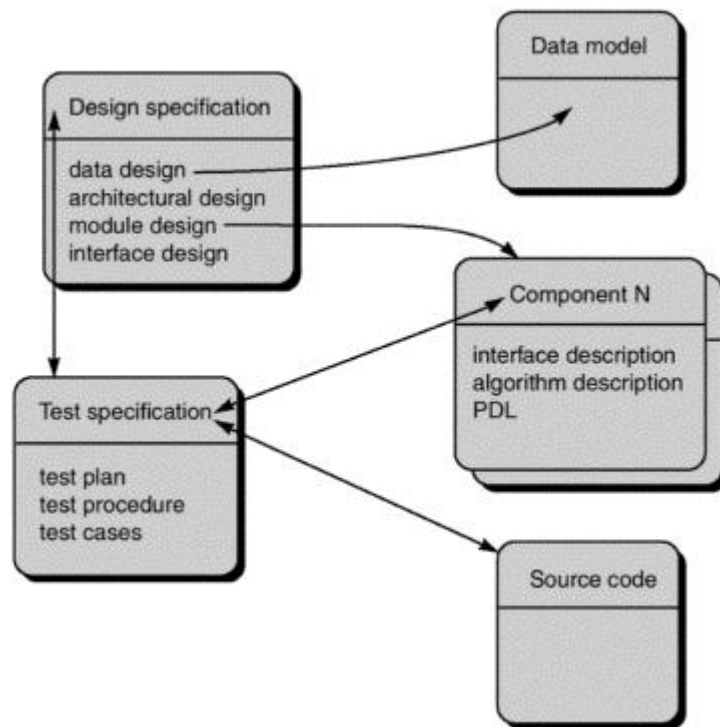 Data model
Design specification
data design
architectural design
module design
interface design
Component N
interface description
algorithm description
PDL
Test specification
test plan
test procedure
test cases
Source code